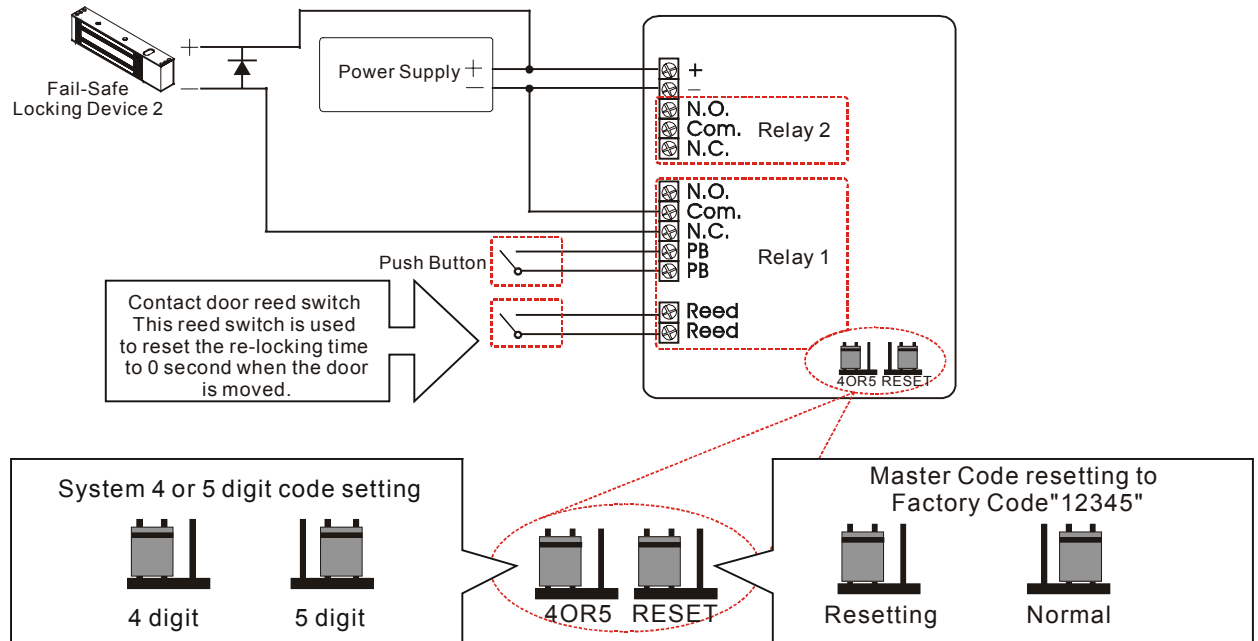 +
−
Fail-Safe
Locking Device 2
Power Supply +
−
+
−
N.O.
Com.
N.C.
Relay 2
N.O.
Com.
N.C.
PB
PB
Relay 1
Push Button
Reed
Reed
Contact door reed switch
This reed switch is used
to reset the re-locking time
to 0 second when the door
is moved.
4OR5 RESET
System 4 or 5 digit code setting
4 digit
5 digit
4OR5 RESET
Master Code resetting to
Factory Code"12345"
Resetting
Normal